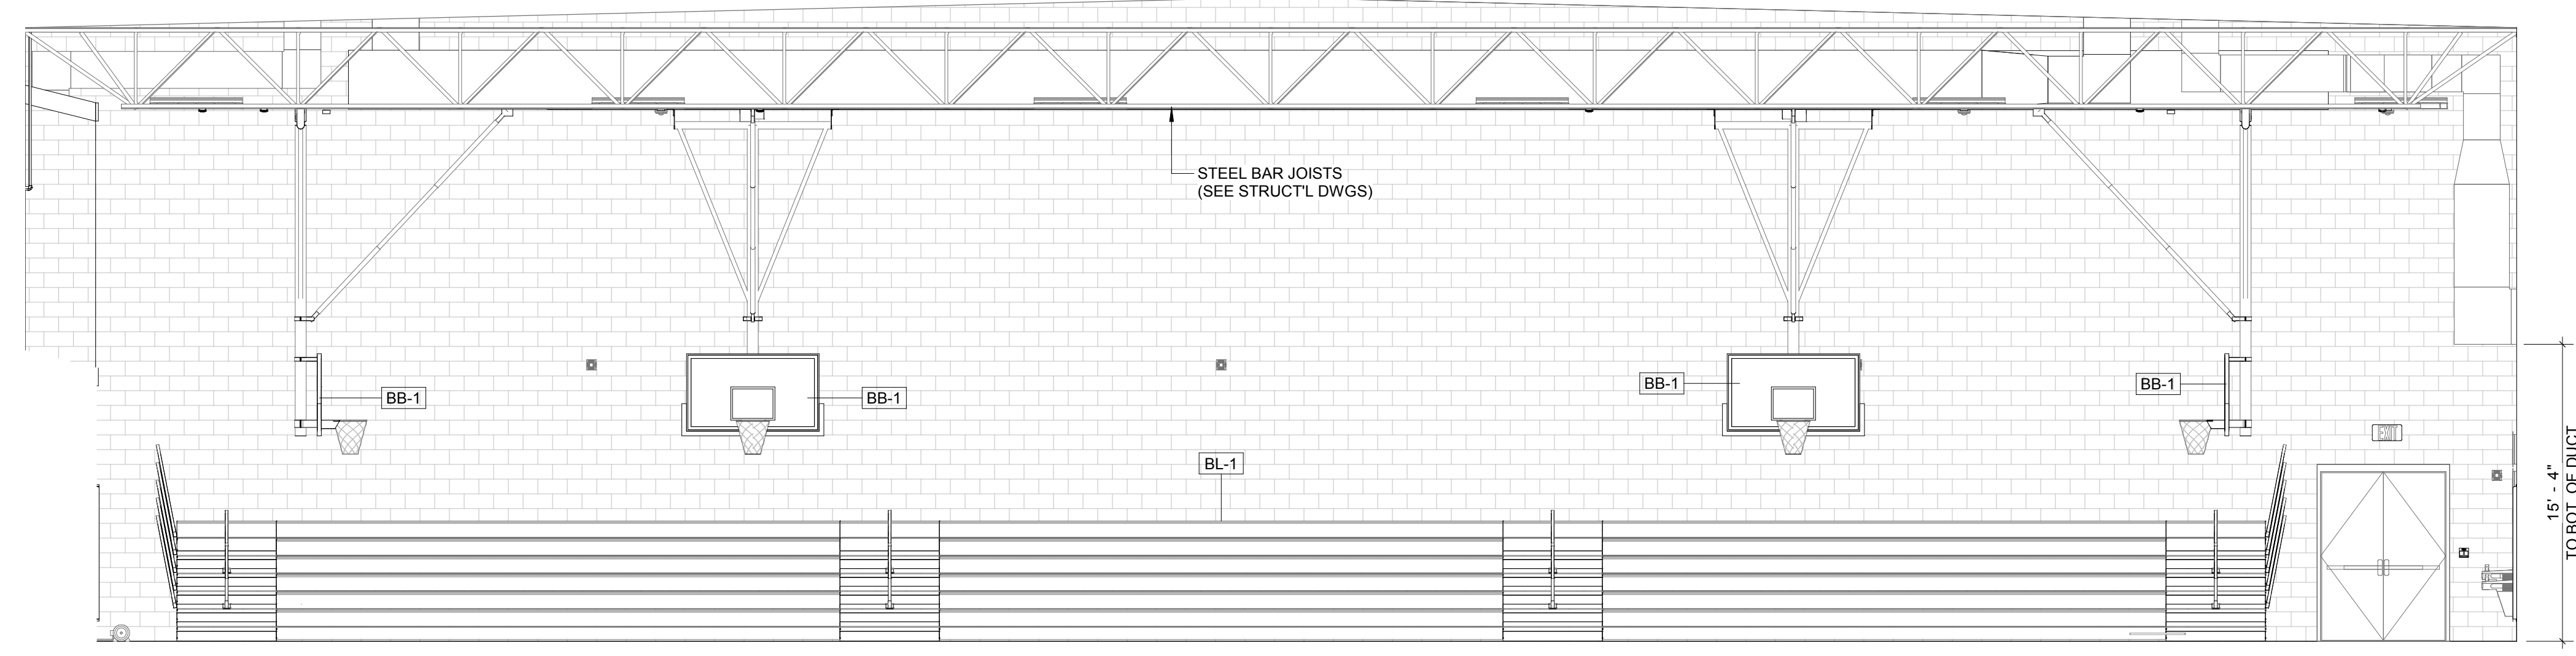 STEEL BAR JOISTS
(SEE STRUCT'L DWGS)
BB-1
BB-1
BB-1
BB-1
BL-1
EXIT
15' - 4"
TO BOT. OF DUCT